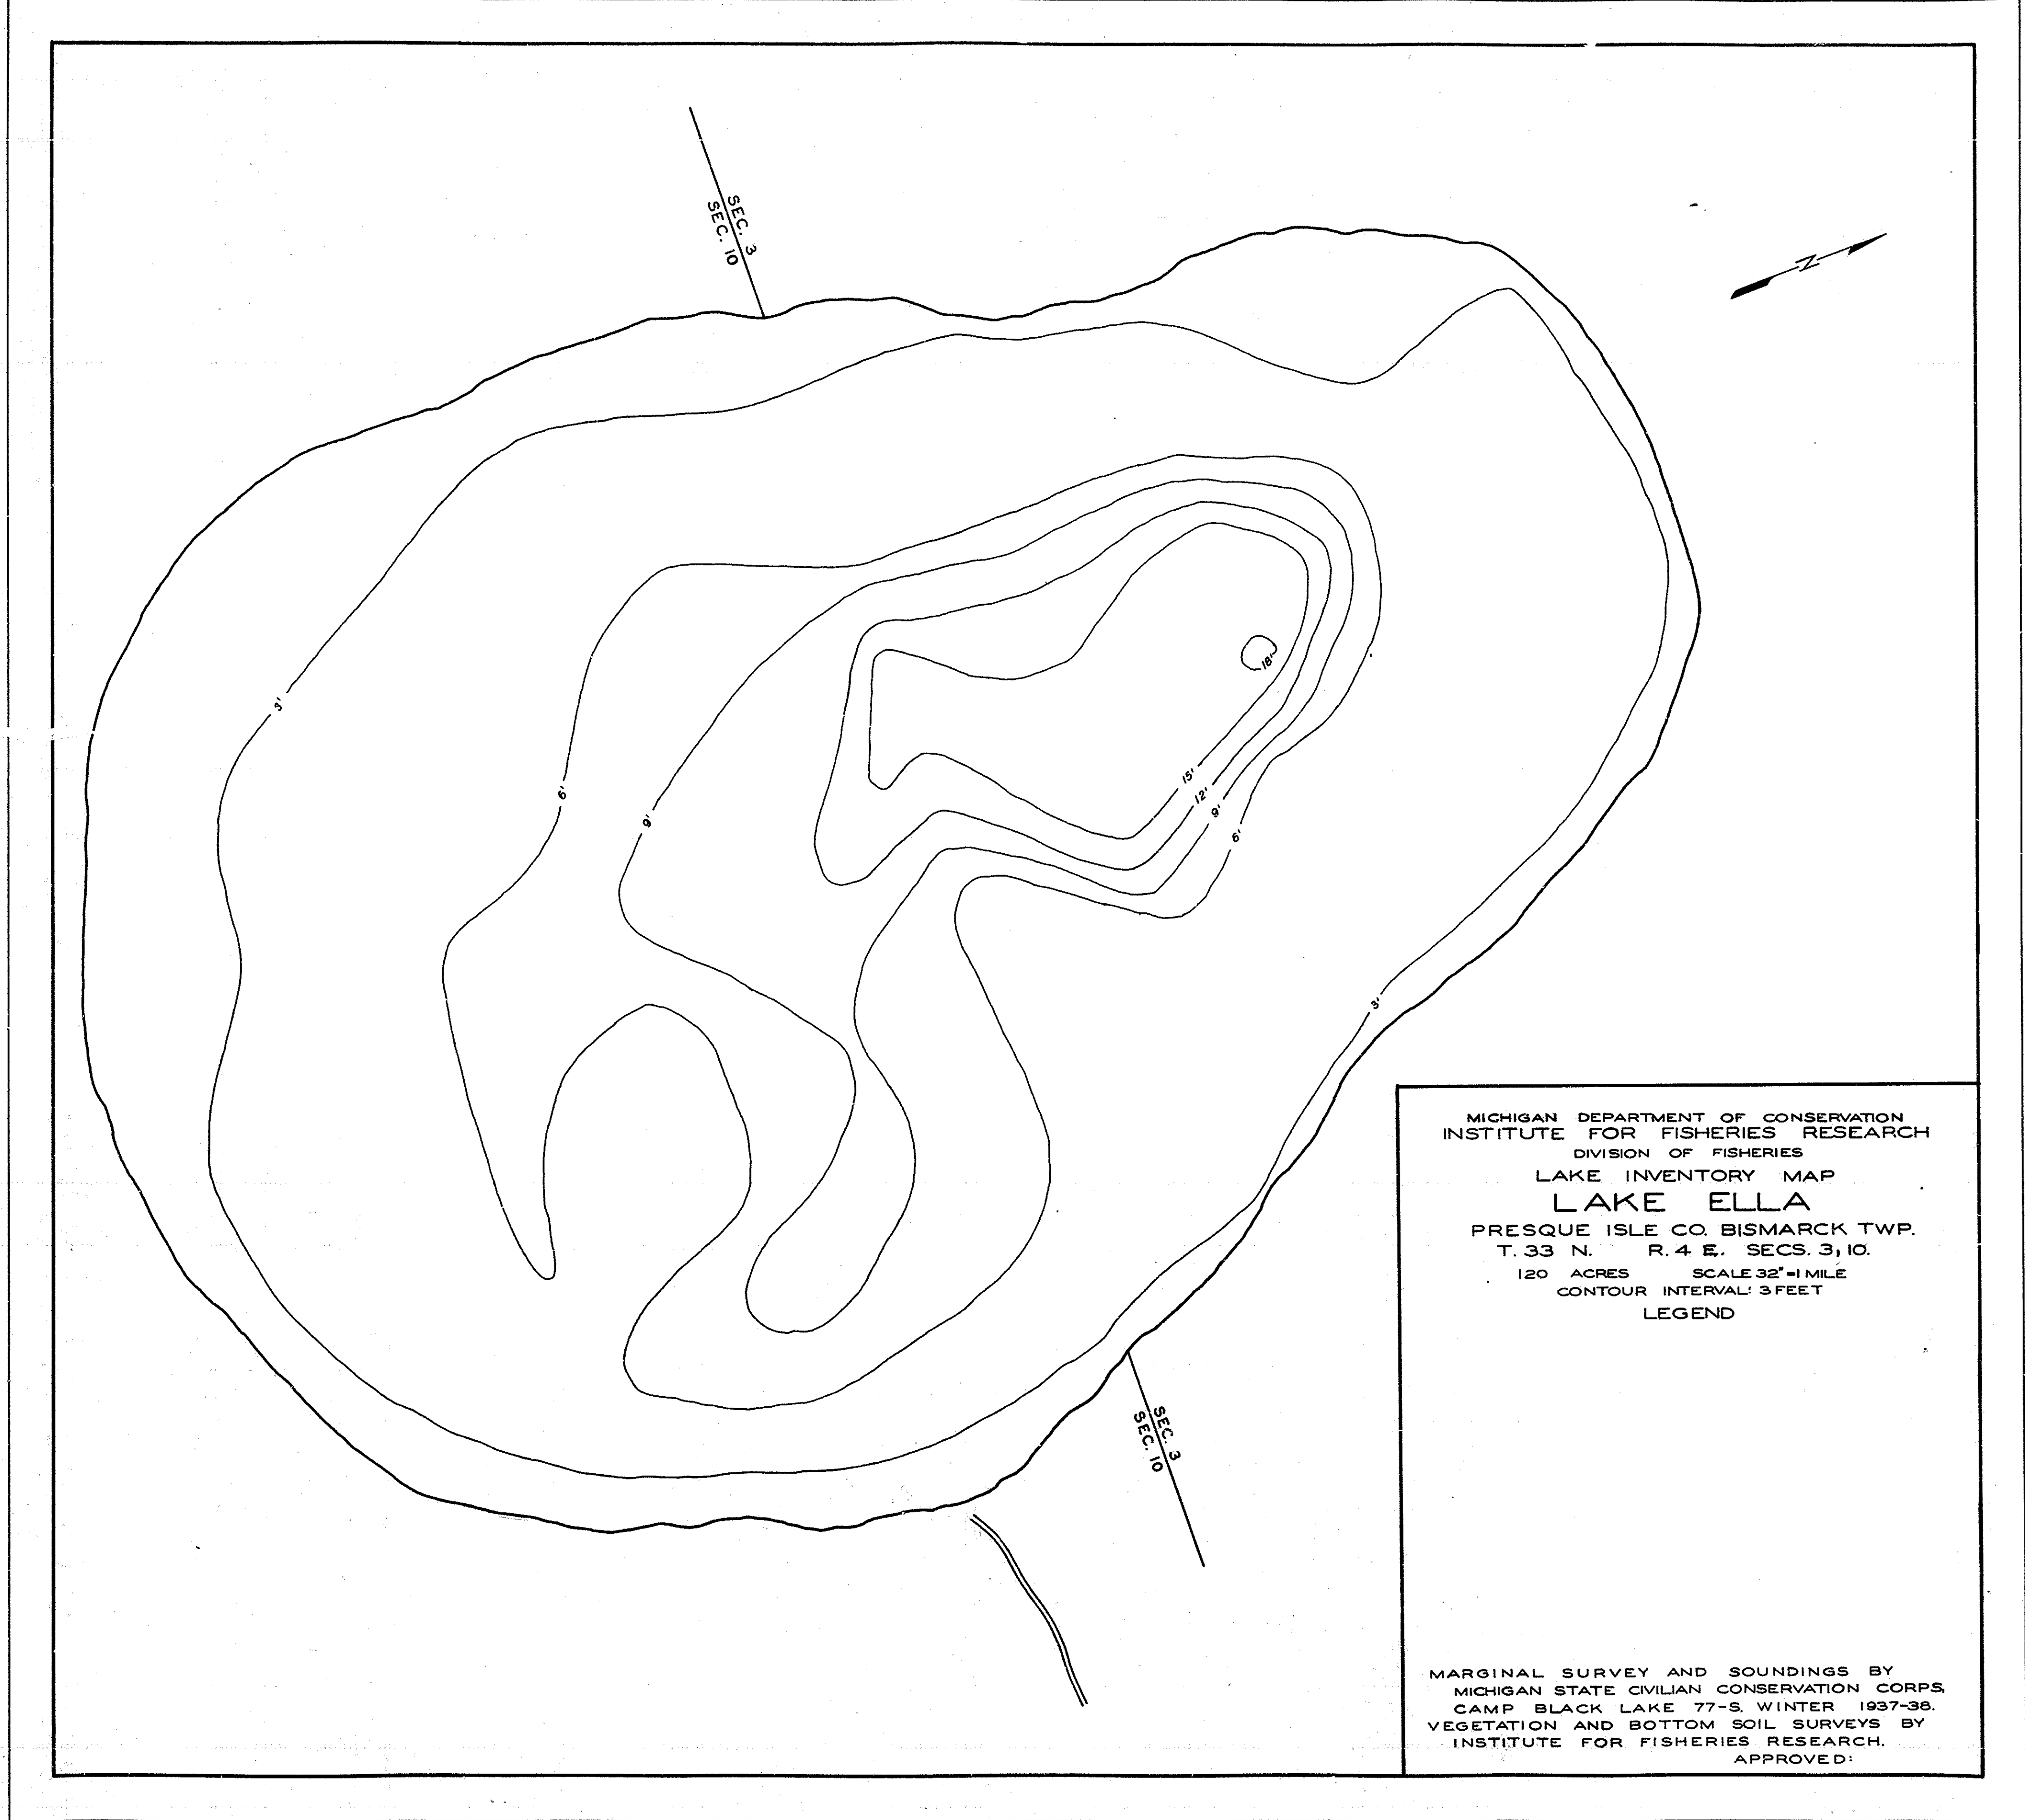 SEC. 3
SEC. 10
N
3'
6'
9'
18'
15'
12'
9'
6'
3'
SEC. 3
SEC. 10
MICHIGAN DEPARTMENT OF CONSERVATION
INSTITUTE FOR FISHERIES RESEARCH
DIVISION OF FISHERIES
LAKE INVENTORY MAP
LAKE ELLA
PRESQUE ISLE CO. BISMARCK TWP.
T. 33 N. R. 4 E. SECS. 3, 10.
120 ACRES SCALE 32"=1 MILE
CONTOUR INTERVAL: 3 FEET
LEGEND
MARGINAL SURVEY AND SOUNDINGS BY
MICHIGAN STATE CIVILIAN CONSERVATION CORPS,
CAMP BLACK LAKE 77-S. WINTER 1937-38.
VEGETATION AND BOTTOM SOIL SURVEYS BY
INSTITUTE FOR FISHERIES RESEARCH.
APPROVED: